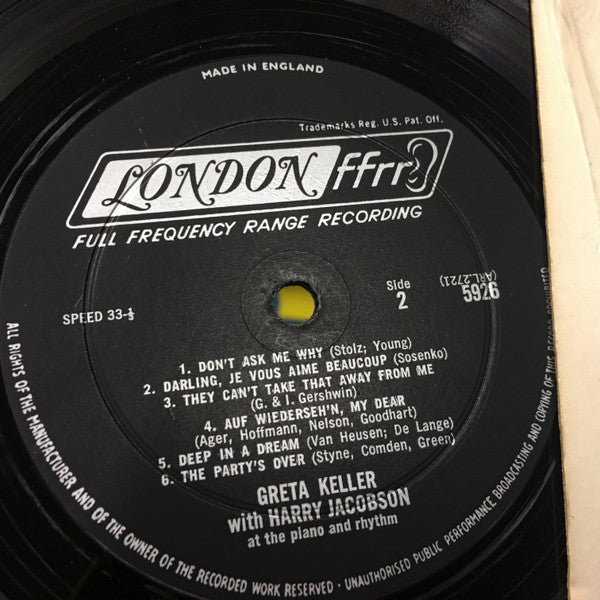 MADE IN ENGLAND
Trademarks Reg. U.S. Pat. Off.
LONDON ffrr
FULL FREQUENCY RANGE RECORDING
SPEED 33-⅓
Side
2
(ARL.2721)
5926
1. DON'T ASK ME WHY (Stolz; Young)
2. DARLING, JE VOUS AIME BEAUCOUP (Sosenko)
3. THEY CAN'T TAKE THAT AWAY FROM ME
(G. & I. Gershwin)
4. AUF WIEDERSEH'N, MY DEAR
(Ager, Hoffmann, Nelson, Goodhart)
5. DEEP IN A DREAM (Van Heusen; De Lange)
6. THE PARTY'S OVER (Styne, Comden, Green)
GRETA KELLER
with HARRY JACOBSON
at the piano and rhythm
ALL RIGHTS OF THE MANUFACTURER AND OF THE OWNER OF THE RECORDED WORK RESERVED · UNAUTHORISED PUBLIC PERFORMANCE BROADCASTING AND COPYING OF THIS RECORD PROHIBITED